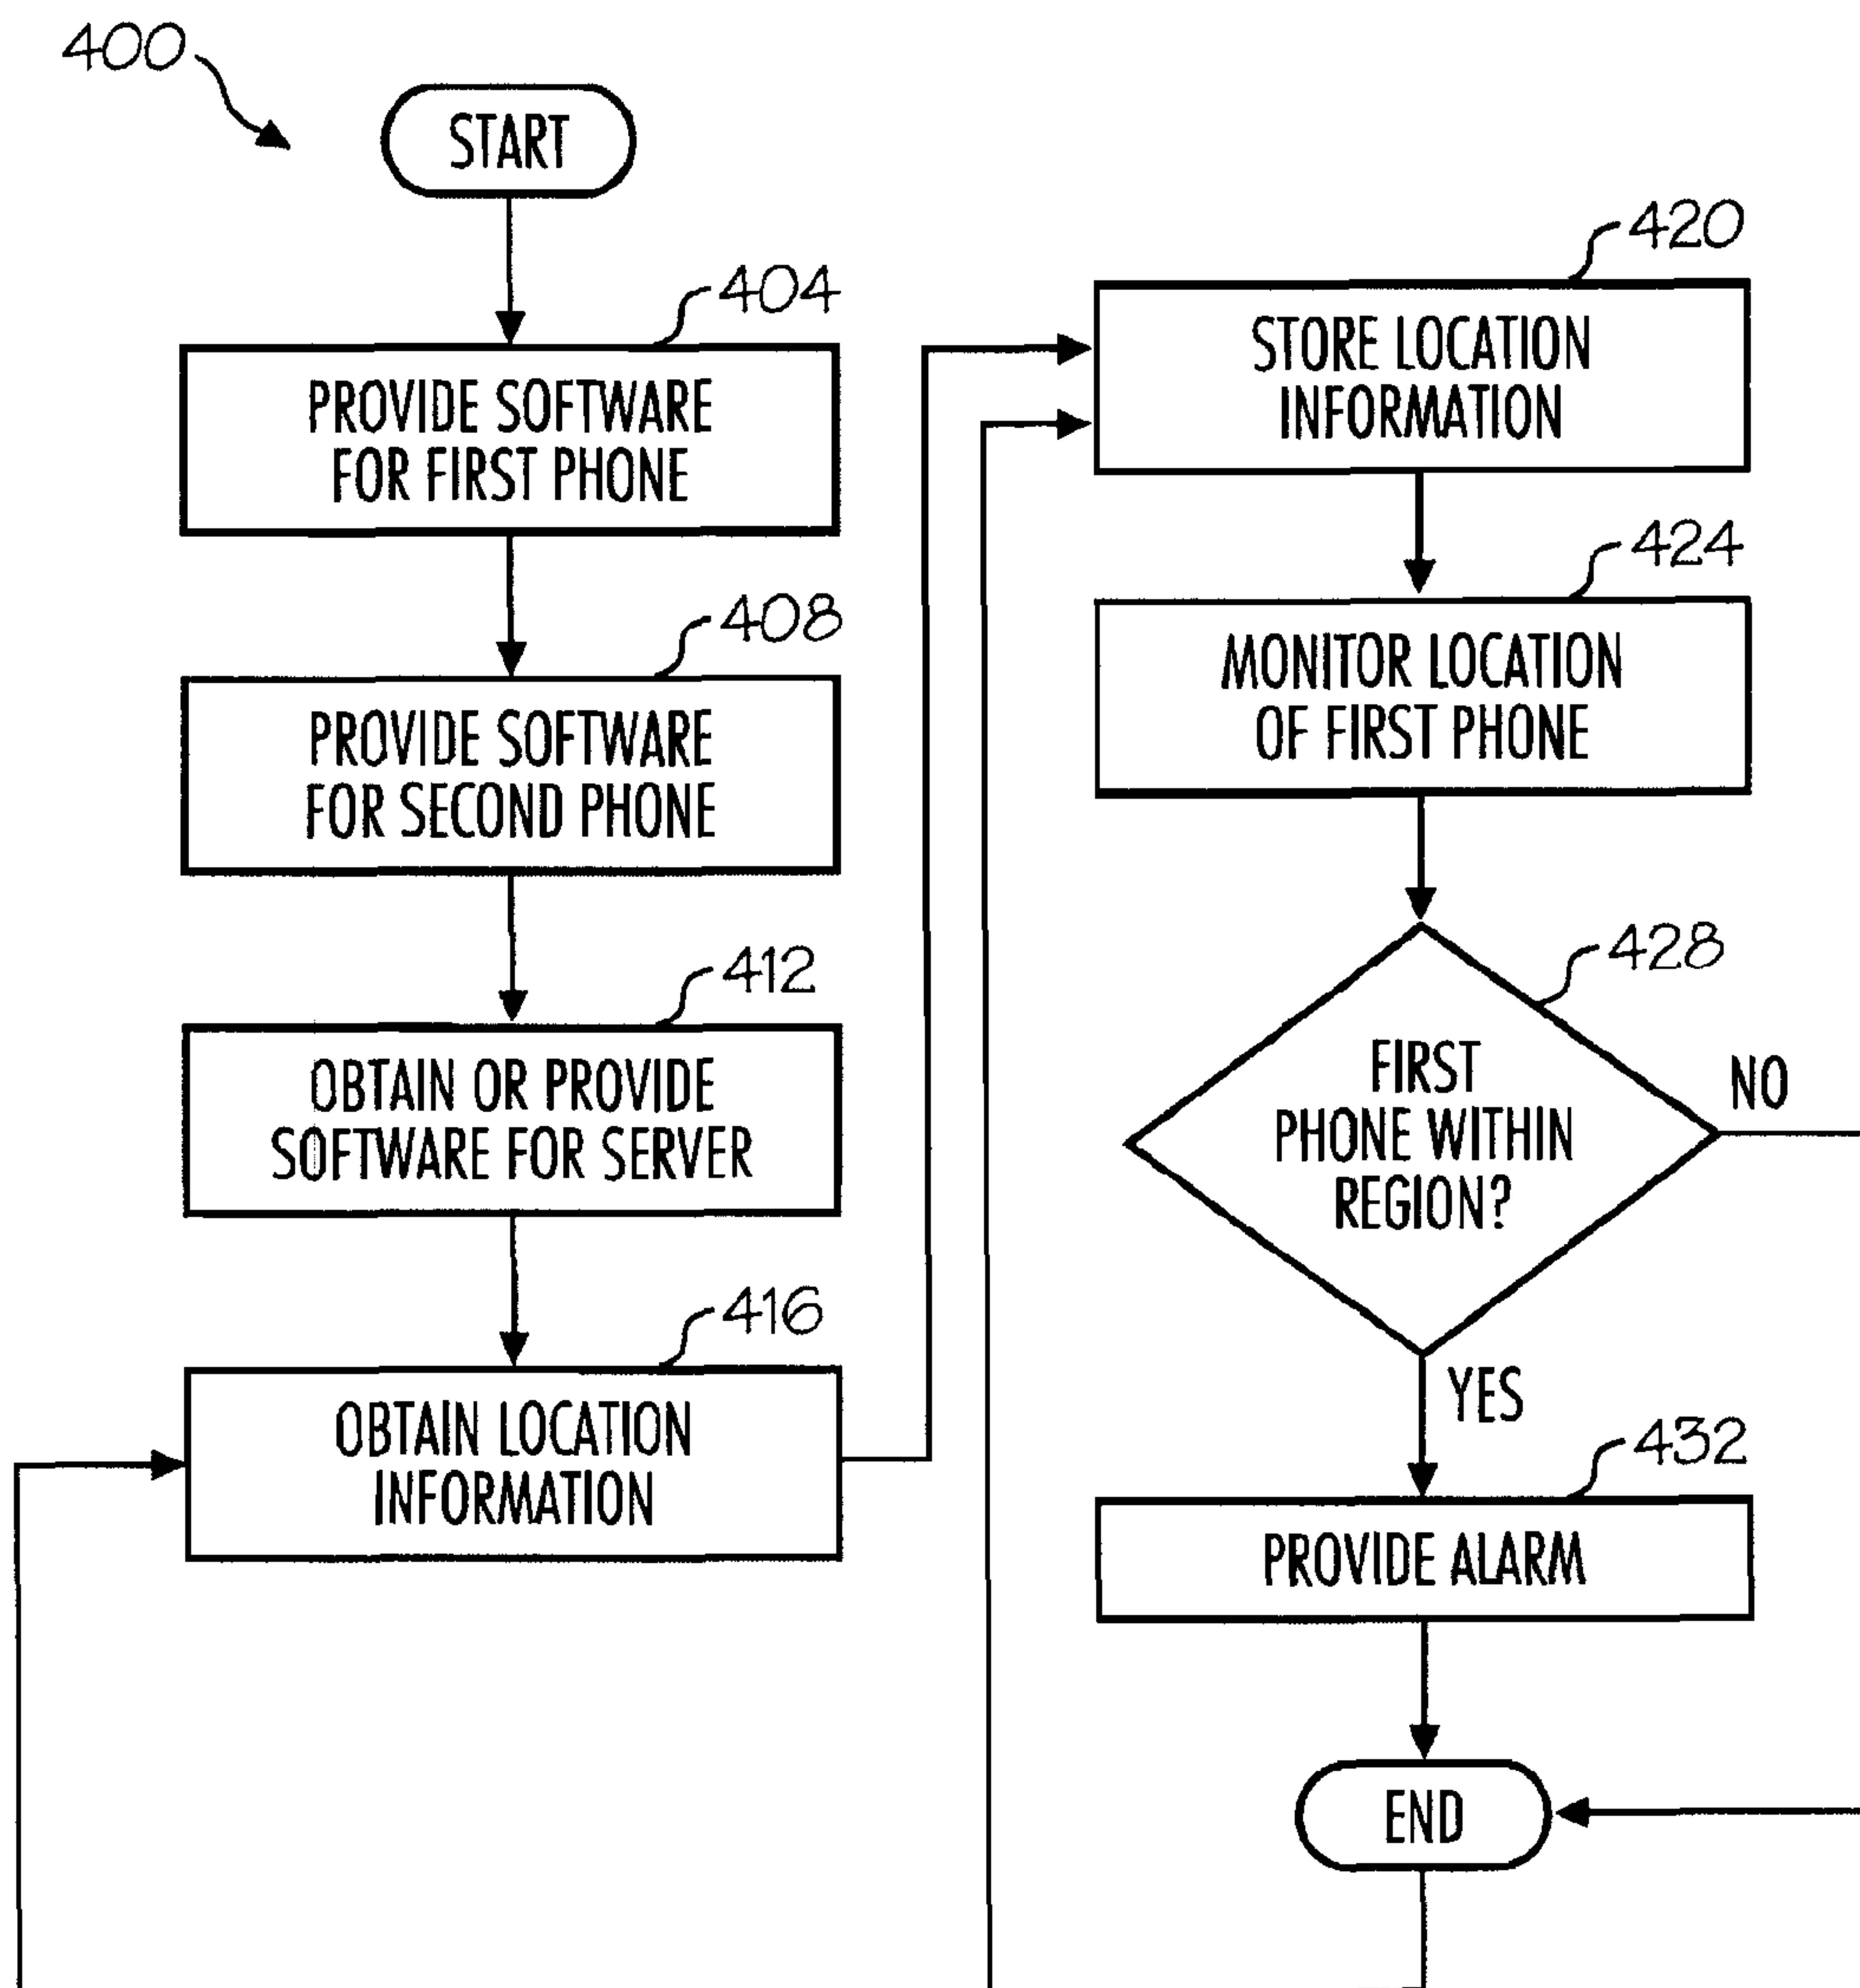 400
START
404
PROVIDE SOFTWARE
FOR FIRST PHONE
408
PROVIDE SOFTWARE
FOR SECOND PHONE
412
OBTAIN OR PROVIDE
SOFTWARE FOR SERVER
416
OBTAIN LOCATION
INFORMATION
420
STORE LOCATION
INFORMATION
424
MONITOR LOCATION
OF FIRST PHONE
428
FIRST
PHONE WITHIN
REGION?
NO
YES
432
PROVIDE ALARM
END